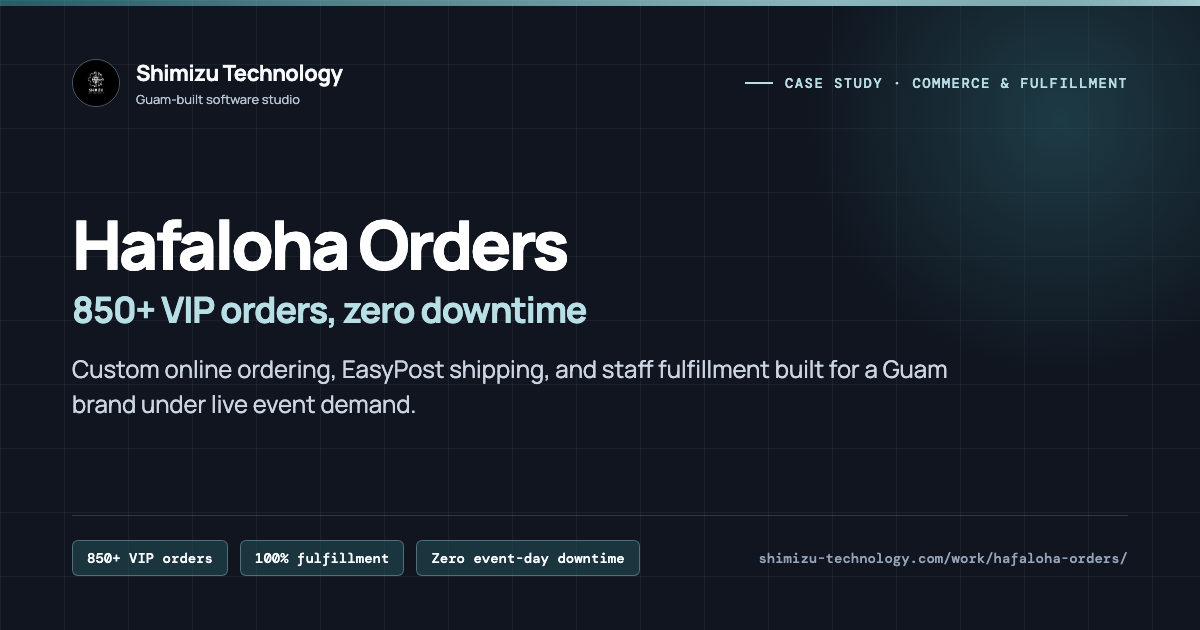 Shimizu Technology
Guam-built software studio
CASE STUDY · COMMERCE & FULFILLMENT
Hafaloha Orders
850+ VIP orders, zero downtime
Custom online ordering, EasyPost shipping, and staff fulfillment built for a Guam
brand under live event demand.
850+ VIP orders
100% fulfillment
Zero event-day downtime
shimizu-technology.com/work/hafaloha-orders/